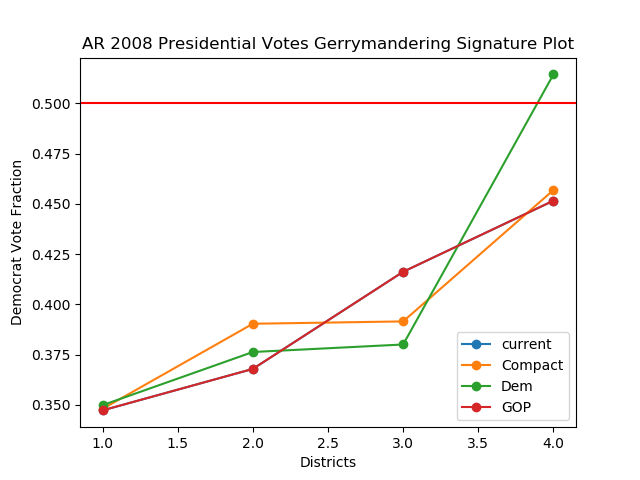 AR 2008 Presidential Votes Gerrymandering Signature Plot
0.500
0.475
0.450
0.425
0.400
0.375
0.350
Democrat Vote Fraction
current
Compact
Dem
GOP
1.0 1.5 2.0 2.5 3.0 3.5 4.0
Districts